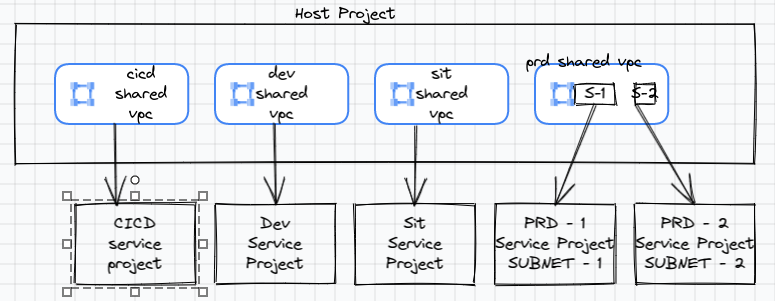 Host Project
cicd
shared
vpc
dev
shared
vpc
sit
shared
vpc
prd shared vpc
S-1
S-2
CICD
service
project
Dev
Service
Project
Sit
Service
Project
PRD - 1
Service Project
SUBNET - 1
PRD - 2
Service Project
SUBNET - 2